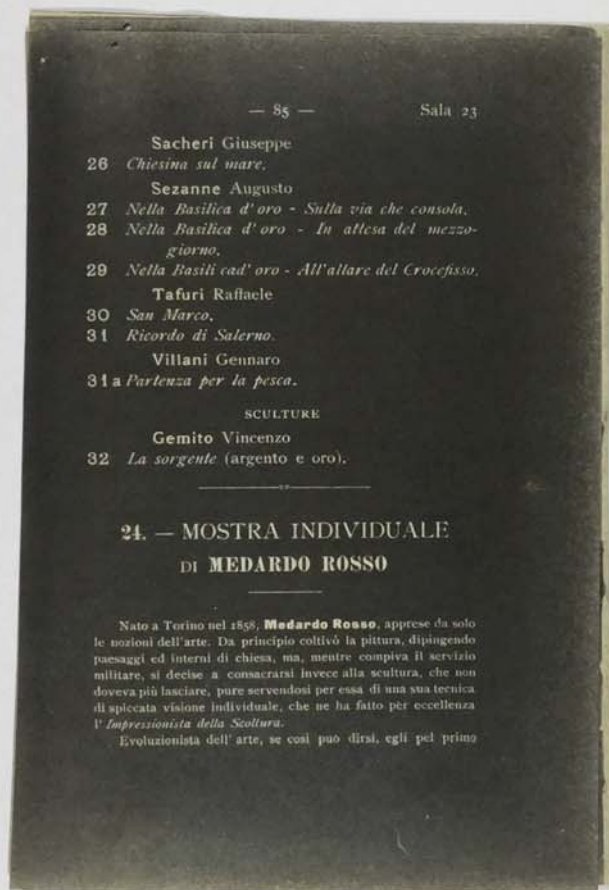 — 85 — Sala 23
Sacheri Giuseppe
26 Chiesina sul mare.
Sezanne Augusto
27 Nella Basilica d'oro - Sulla via che consola.
28 Nella Basilica d'oro - In attesa del mezzo-
giorno.
29 Nella Basili cad'oro - All'altare del Crocefisso.
Tafuri Raffaele
30 San Marco.
31 Ricordo di Salerno.
Villani Gennaro
31a Partenza per la pesca.
SCULTURE
Gemito Vincenzo
32 La sorgente (argento e oro).
24. — MOSTRA INDIVIDUALE
DI MEDARDO ROSSO
Nato a Torino nel 1858, Medardo Rosso, apprese da solo
le nozioni dell'arte. Da principio coltivò la pittura, dipingendo
paesaggi ed interni di chiesa, ma, mentre compiva il servizio
militare, si decise a consacrarsi invece alla scultura, che non
doveva più lasciare, pure servendosi per essa di una sua tecnica
di spiccata visione individuale, che ne ha fatto per eccellenza
l'Impressionista della Scoltura.
Evoluzionista dell'arte, se così può dirsi, egli pel primo